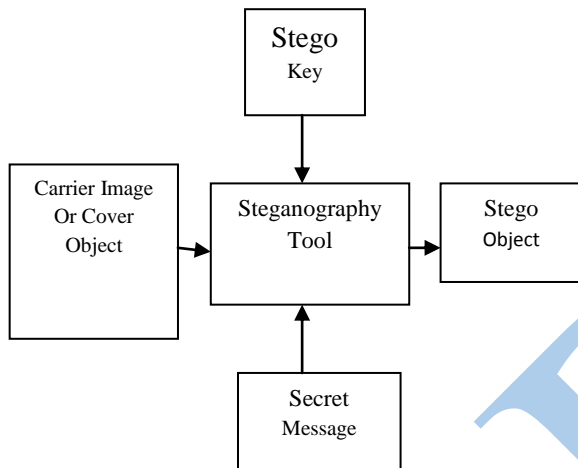 Stego
Key
Carrier Image
Or Cover
Object
Steganography
Tool
Stego
Object
Secret
Message